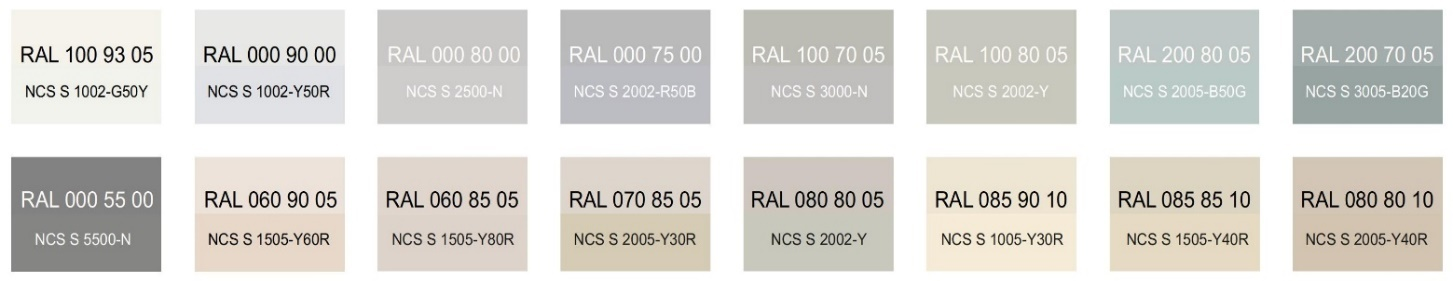 RAL 100 93 05
NCS S 1002-G50Y
RAL 000 90 00
NCS S 1002-Y50R
RAL 000 80 00
NCS S 2500-N
RAL 000 75 00
NCS S 2002-R50B
RAL 100 70 05
NCS S 3000-N
RAL 100 80 05
NCS S 2002-Y
RAL 200 80 05
NCS S 2005-B50G
RAL 200 70 05
NCS S 3005-B20G
RAL 000 55 00
NCS S 5500-N
RAL 060 90 05
NCS S 1505-Y60R
RAL 060 85 05
NCS S 1505-Y80R
RAL 070 85 05
NCS S 2005-Y30R
RAL 080 80 05
NCS S 2002-Y
RAL 085 90 10
NCS S 1005-Y30R
RAL 085 85 10
NCS S 1505-Y40R
RAL 080 80 10
NCS S 2005-Y40R